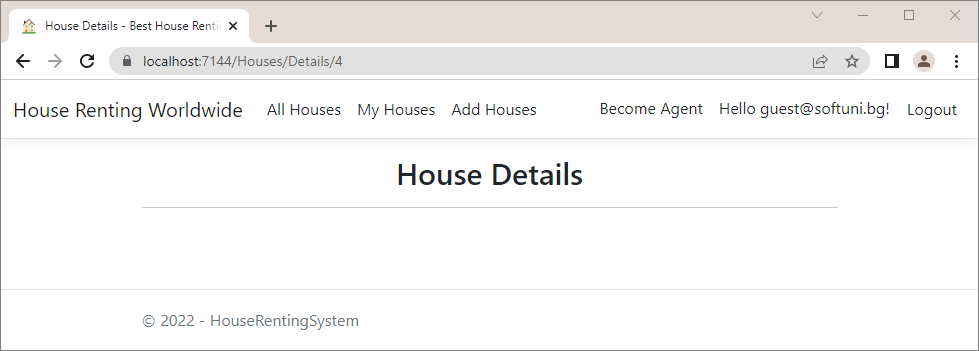 House Details - Best House Renti
localhost:7144/Houses/Details/4
House Renting Worldwide All Houses My Houses Add Houses Become Agent Hello guest@softuni.bg! Logout
House Details
© 2022 - HouseRentingSystem